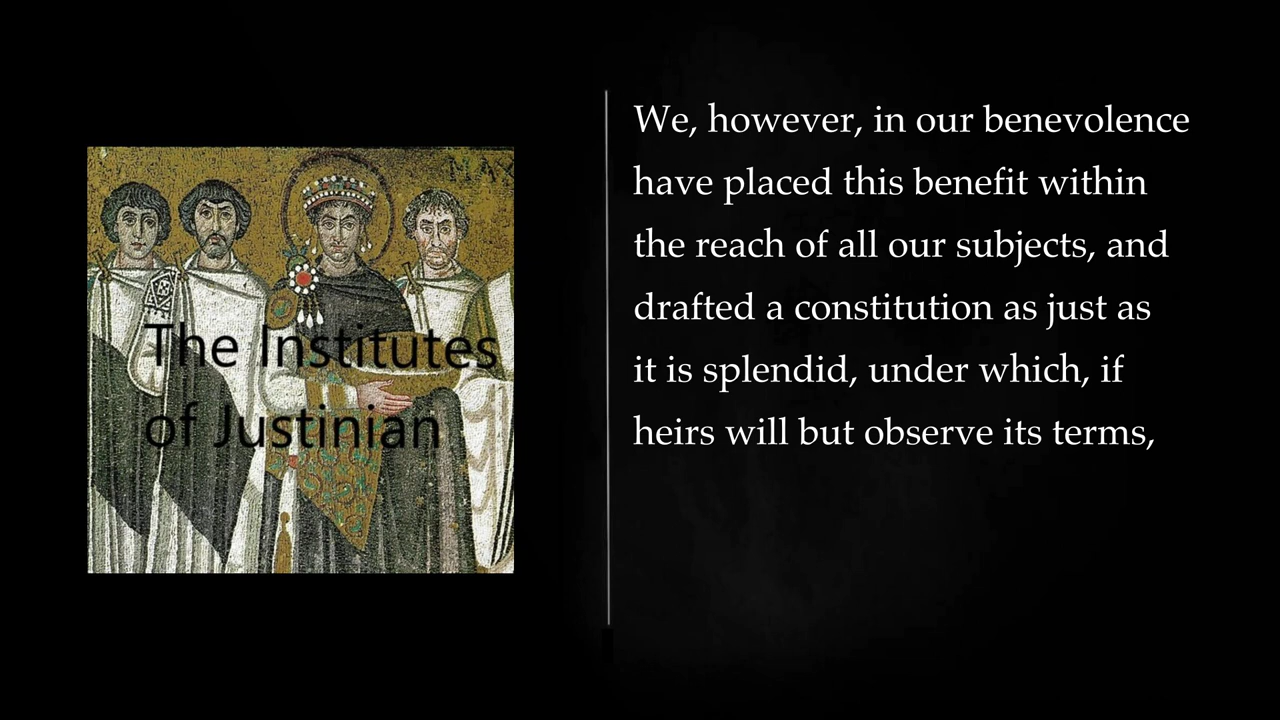 MAX
The Institutes
of Justinian
We, however, in our benevolence
have placed this benefit within
the reach of all our subjects, and
drafted a constitution as just as
it is splendid, under which, if
heirs will but observe its terms,